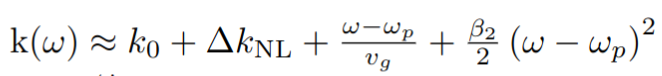 k(ω) ≈ k₀ + Δk_NL + (ω−ω_p)/v_g + β₂/2 (ω − ω_p)²